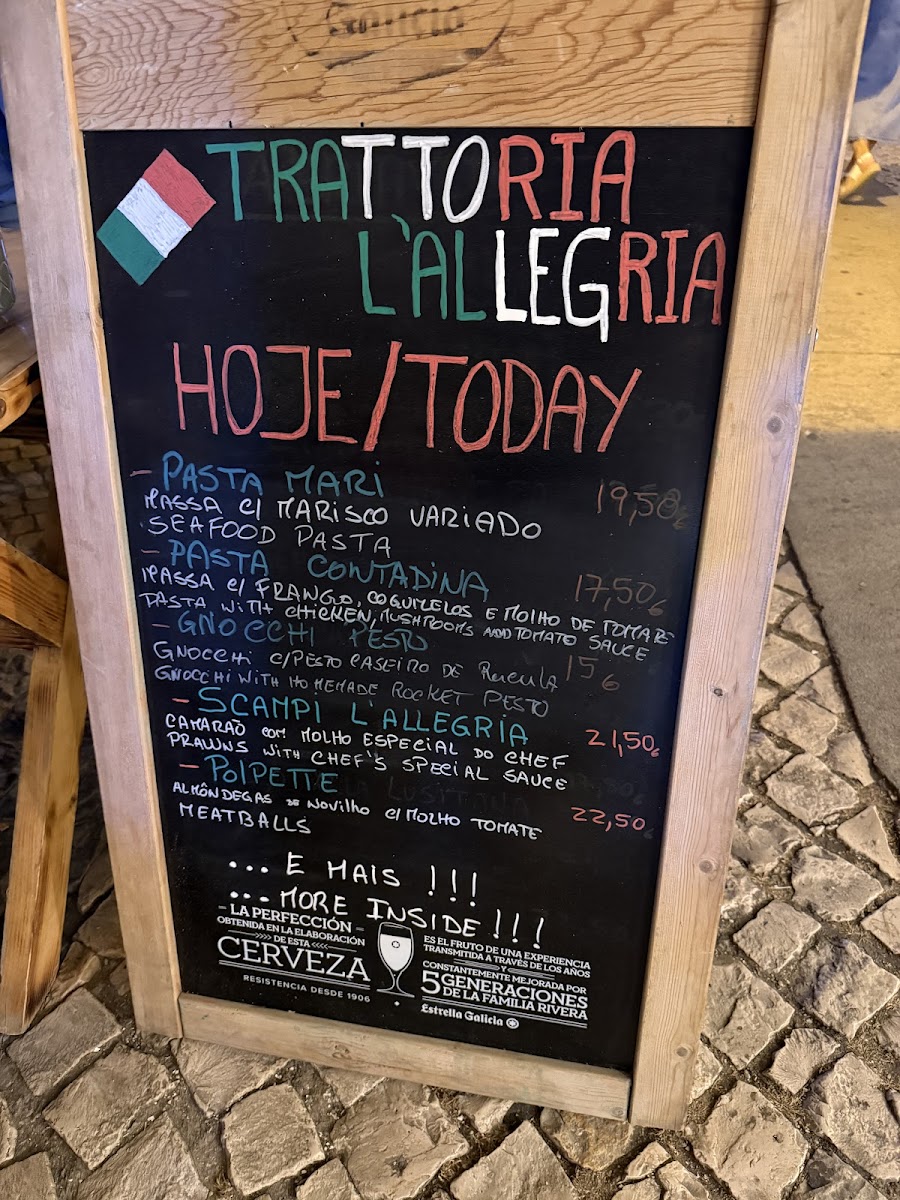 Galicia
TRATTORIA
L'ALLEGRIA
HOJE/TODAY
- PASTA MARI 19,50€
MASSA C/ MARISCO VARIADO
SEAFOOD PASTA
- PASTA CONTADINA 17,50€
MASSA C/ FRANGO, COGUMELOS E MOLHO DE TOMATE
PASTA WITH CHICKEN, MUSHROOMS AND TOMATO SAUCE
- GNOCCHI PESTO 15€
GNOCCHI C/PESTO CASEIRO DE RUCULA
GNOCCHI WITH HOMEMADE ROCKET PESTO
- SCAMPI L'ALLEGRIA 21,50€
CAMARAÕ COM MOLHO ESPECIAL DO CHEF
PRAWNS WITH CHEF'S SPECIAL SAUCE
- POLPETTE 22,50€
ALMÔNDEGAS DE NOVILHO C/ MOLHO TOMATE
MEATBALLS
... E MAIS !!!
... MORE INSIDE!!!
- LA PERFECCIÓN -
OBTENIDA EN LA ELABORACIÓN
>>>> DE ESTA <<<<
CERVEZA
RESISTENCIA DESDE 1906
ES EL FRUTO DE UNA EXPERIENCIA
TRANSMITIDA A TRAVÉS DE LOS AÑOS
Y
CONSTANTEMENTE MEJORADA POR
5 GENERACIONES
DE LA FAMILIA RIVERA
Estrella Galicia